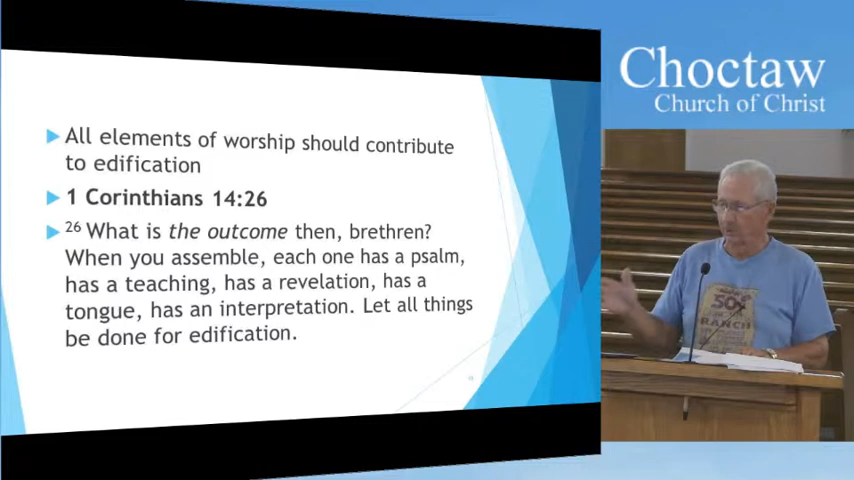 All elements of worship should contribute
to edification
1 Corinthians 14:26
26 What is the outcome then, brethren?
When you assemble, each one has a psalm,
has a teaching, has a revelation, has a
tongue, has an interpretation. Let all things
be done for edification.
Choctaw
Church of Christ
50
RANCH